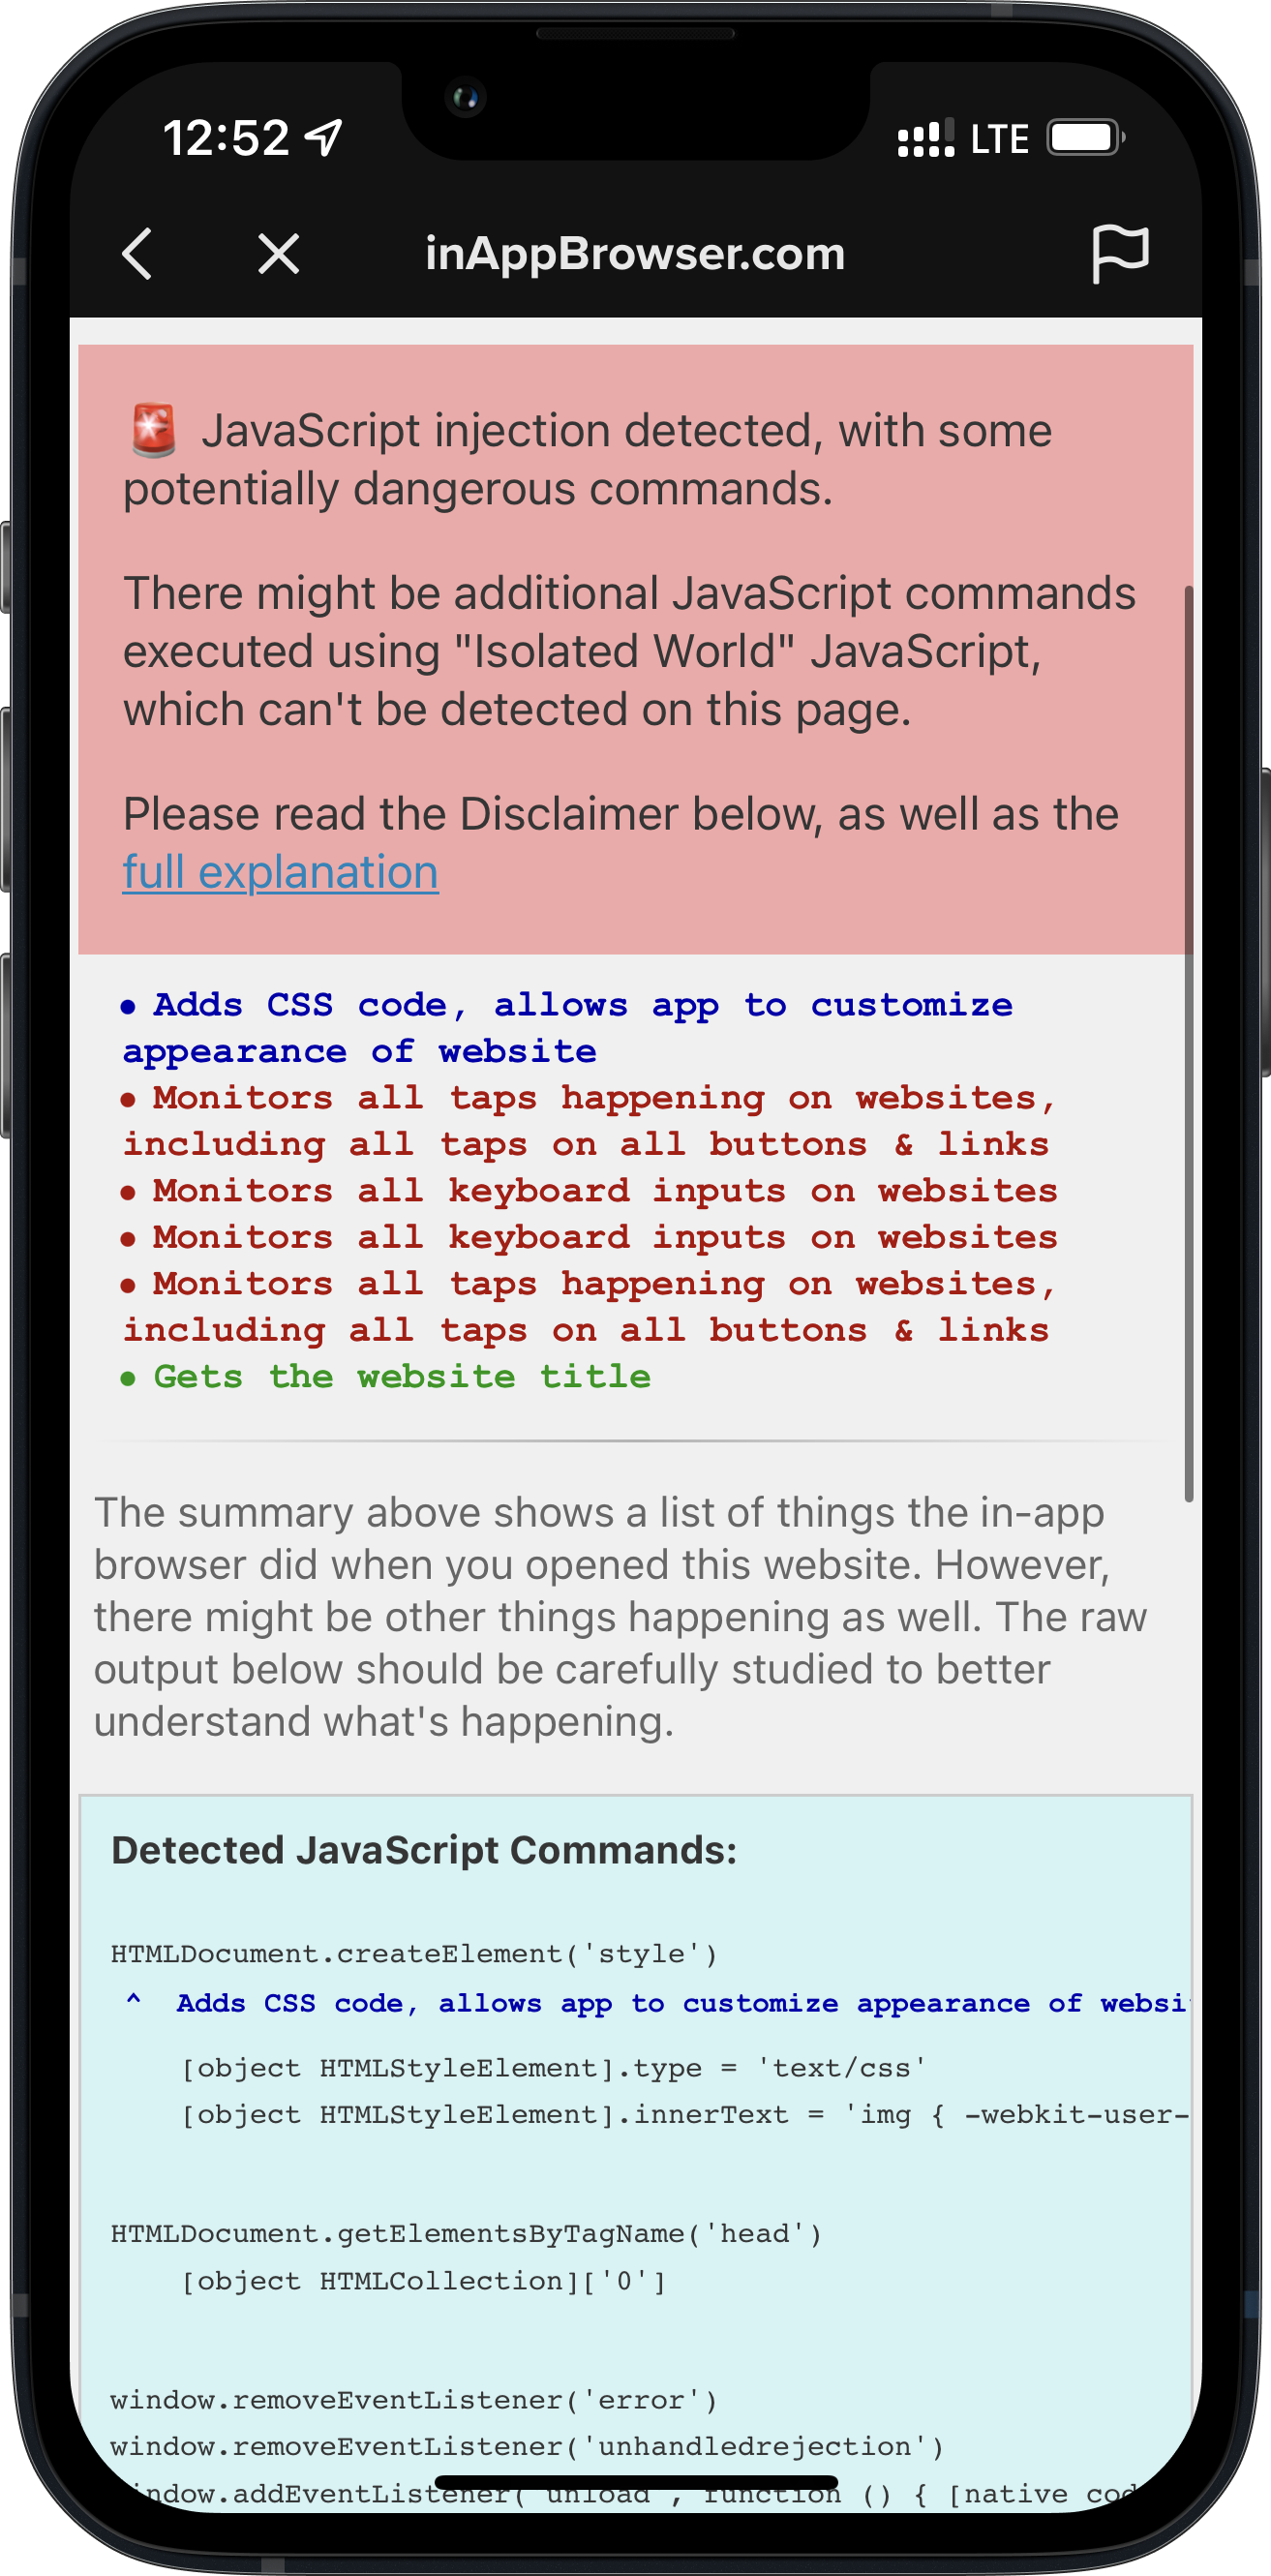 12:52 LTE
inAppBrowser.com
🚨 JavaScript injection detected, with some
potentially dangerous commands.
There might be additional JavaScript commands
executed using "Isolated World" JavaScript,
which can't be detected on this page.
Please read the Disclaimer below, as well as the
full explanation
• Adds CSS code, allows app to customize
appearance of website
• Monitors all taps happening on websites,
including all taps on all buttons & links
• Monitors all keyboard inputs on websites
• Monitors all keyboard inputs on websites
• Monitors all taps happening on websites,
including all taps on all buttons & links
• Gets the website title
The summary above shows a list of things the in-app
browser did when you opened this website. However,
there might be other things happening as well. The raw
output below should be carefully studied to better
understand what's happening.
Detected JavaScript Commands:
HTMLDocument.createElement('style')
^ Adds CSS code, allows app to customize appearance of websi
[object HTMLStyleElement].type = 'text/css'
[object HTMLStyleElement].innerText = 'img { -webkit-user-
HTMLDocument.getElementsByTagName('head')
[object HTMLCollection]['0']
window.removeEventListener('error')
window.removeEventListener('unhandledrejection')
window.addEventListener('unload', function () { [native cod